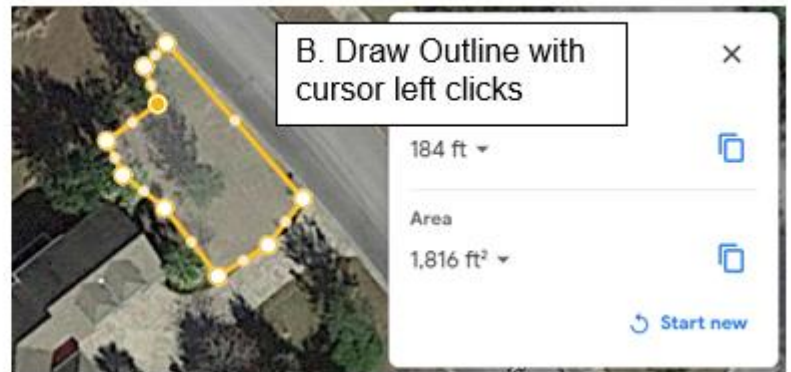 B. Draw Outline with
cursor left clicks
184 ft
Area
1,816 ft²
Start new